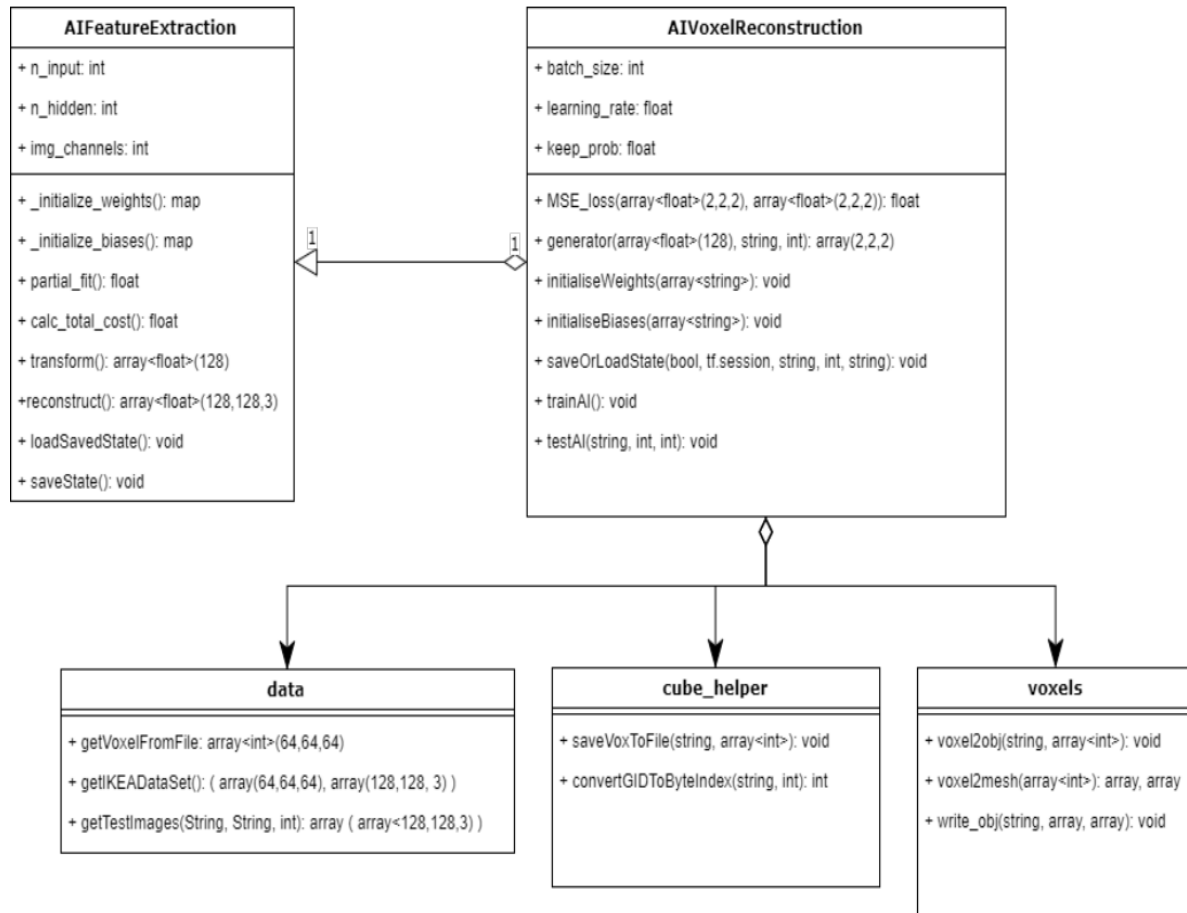 AIFeatureExtraction
+ n_input: int
+ n_hidden: int
+ img_channels: int
+ _initialize_weights(): map
+ _initialize_biases(): map
+ partial_fit(): float
+ calc_total_cost(): float
+ transform(): array<float>(128)
+reconstruct(): array<float>(128,128,3)
+ loadSavedState(): void
+ saveState(): void
1
1
AIVoxelReconstruction
+ batch_size: int
+ learning_rate: float
+ keep_prob: float
+ MSE_loss(array<float>(2,2,2), array<float>(2,2,2)): float
+ generator(array<float>(128), string, int): array(2,2,2)
+ initialiseWeights(array<string>): void
+ initialiseBiases(array<string>): void
+ saveOrLoadState(bool, tf.session, string, int, string): void
+ trainAI(): void
+ testAI(string, int, int): void
data
+ getVoxelFromFile: array<int>(64,64,64)
+ getIKEADataSet(): ( array(64,64,64), array(128,128, 3) )
+ getTestImages(String, String, int): array ( array<128,128,3) )
cube_helper
+ saveVoxToFile(string, array<int>): void
+ convertGIDToByteIndex(string, int): int
voxels
+ voxel2obj(string, array<int>): void
+ voxel2mesh(array<int>): array, array
+ write_obj(string, array, array): void